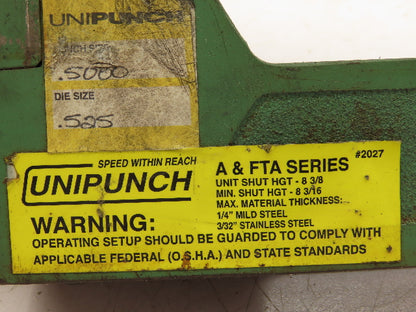 UNIPUNCH
PUNCH SIZE
.5000
DIE SIZE
.525
SPEED WITHIN REACH
UNIPUNCH
A & FTA SERIES #2027
UNIT SHUT HGT - 8 3/8
MIN. SHUT HGT - 8 3/16
MAX. MATERIAL THICKNESS:
1/4" MILD STEEL
3/32" STAINLESS STEEL
WARNING:
OPERATING SETUP SHOULD BE GUARDED TO COMPLY WITH
APPLICABLE FEDERAL (O.S.H.A.) AND STATE STANDARDS